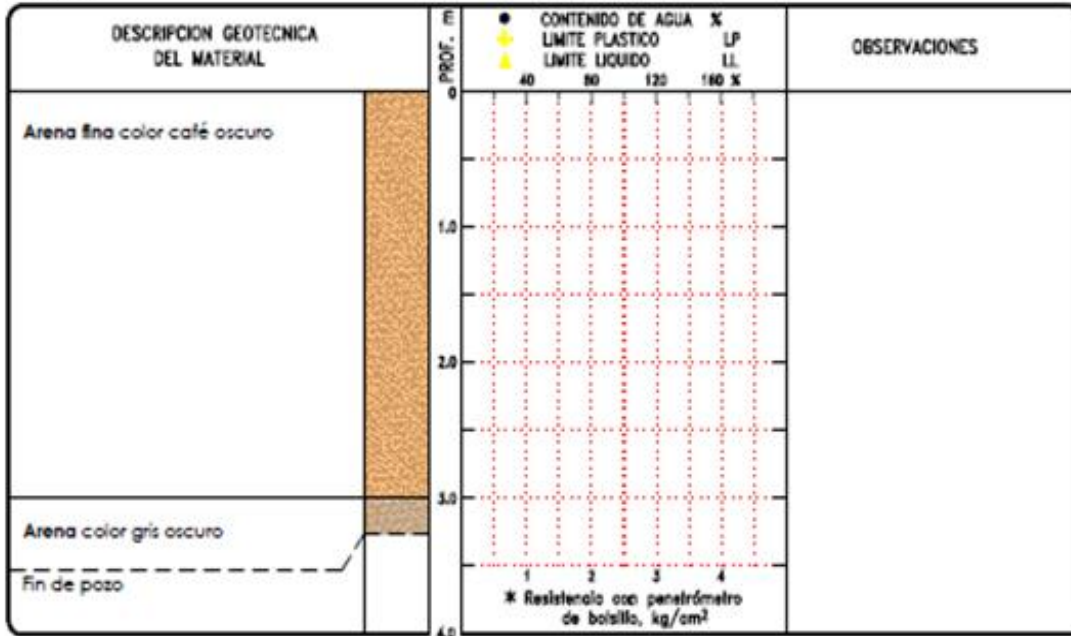 DESCRIPCION GEOTECNICA
DEL MATERIAL
PROF. m
CONTENIDO DE AGUA %
LIMITE PLASTICO LP
LIMITE LIQUIDO LL
40 80 120 160 %
OBSERVACIONES
0
Arena fina color café oscuro
1.0
2.0
3.0
Arena color gris oscuro
Fin de pozo
1 2 3 4
* Resistencia con penetrómetro
de bolsillo, kg/cm²
4.0